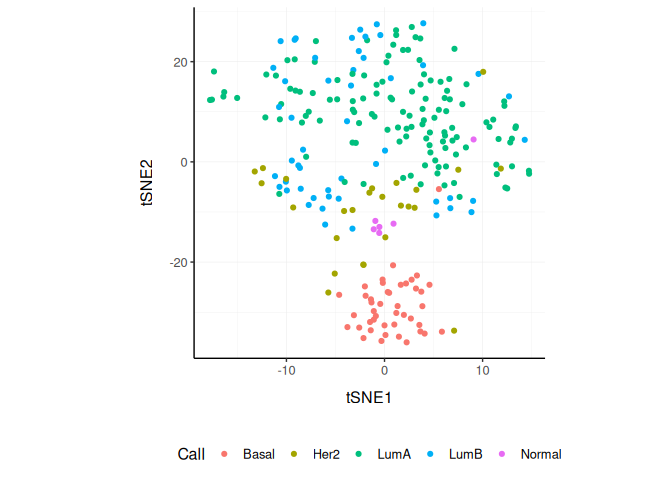 tSNE2
20
0
-20
-10
0
10
tSNE1
Call
Basal
Her2
LumA
LumB
Normal